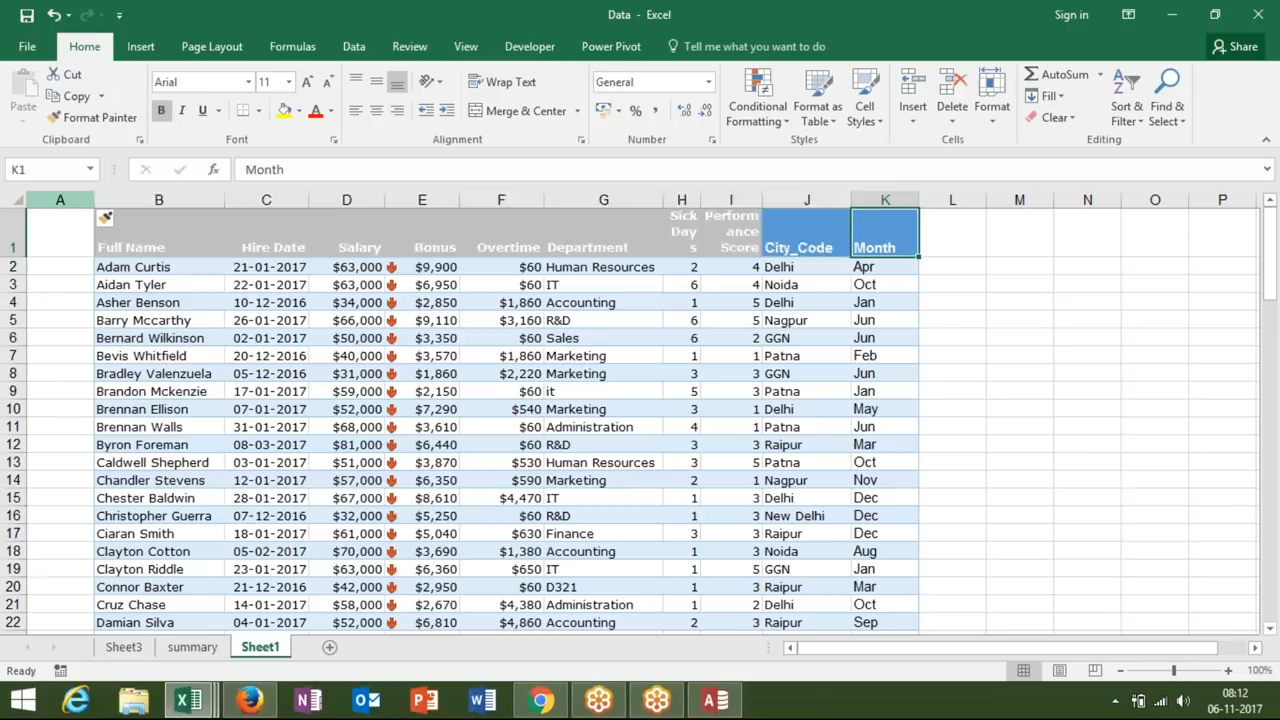 Data - Excel
Sign in
File Home Insert Page Layout Formulas Data Review View Developer Power Pivot Tell me what you want to do Share
Paste
Cut
Copy
Format Painter
Clipboard
Arial 11
B I U
Font
Wrap Text
Merge & Center
Alignment
General
Number
Conditional Formatting
Format as Table
Cell Styles
Styles
Insert
Delete
Format
Cells
AutoSum
Fill
Clear
Sort & Filter
Find & Select
Editing
K1 fx Month
A B C D E F G H I J K L M N O P
1 Full Name Hire Date Salary Bonus Overtime Department Sick Days Performance Score City_Code Month
2 Adam Curtis 21-01-2017 $63,000 $9,900 $60 Human Resources 2 4 Delhi Apr
3 Aidan Tyler 22-01-2017 $63,000 $6,950 $60 IT 6 4 Noida Oct
4 Asher Benson 10-12-2016 $34,000 $2,850 $1,860 Accounting 1 5 Delhi Jan
5 Barry Mccarthy 26-01-2017 $66,000 $9,110 $3,160 R&D 6 5 Nagpur Jun
6 Bernard Wilkinson 02-01-2017 $50,000 $3,350 $60 Sales 6 2 GGN Jun
7 Bevis Whitfield 20-12-2016 $40,000 $3,570 $1,860 Marketing 1 1 Patna Feb
8 Bradley Valenzuela 05-12-2016 $31,000 $1,860 $2,220 Marketing 3 3 GGN Jun
9 Brandon Mckenzie 17-01-2017 $59,000 $2,150 $60 it 5 3 Patna Jan
10 Brennan Ellison 07-01-2017 $52,000 $7,290 $540 Marketing 3 1 Delhi May
11 Brennan Walls 31-01-2017 $68,000 $3,610 $60 Administration 4 1 Patna Jun
12 Byron Foreman 08-03-2017 $81,000 $6,440 $60 R&D 3 3 Raipur Mar
13 Caldwell Shepherd 03-01-2017 $51,000 $3,870 $530 Human Resources 3 5 Patna Oct
14 Chandler Stevens 12-01-2017 $57,000 $6,350 $590 Marketing 2 1 Nagpur Nov
15 Chester Baldwin 28-01-2017 $67,000 $8,610 $4,470 IT 1 3 Delhi Dec
16 Christopher Guerra 07-12-2016 $32,000 $5,250 $60 R&D 1 3 New Delhi Dec
17 Ciaran Smith 18-01-2017 $61,000 $5,040 $630 Finance 3 3 Raipur Dec
18 Clayton Cotton 05-02-2017 $70,000 $3,690 $1,380 Accounting 1 3 Noida Aug
19 Clayton Riddle 23-01-2017 $63,000 $6,360 $650 IT 1 5 GGN Jan
20 Connor Baxter 21-12-2016 $42,000 $2,950 $60 D321 1 3 Raipur Mar
21 Cruz Chase 14-01-2017 $58,000 $2,670 $4,380 Administration 1 2 Delhi Oct
22 Damian Silva 04-01-2017 $52,000 $6,810 $4,860 Accounting 2 3 Raipur Sep
Sheet3 summary Sheet1
Ready 100%
08:12
06-11-2017